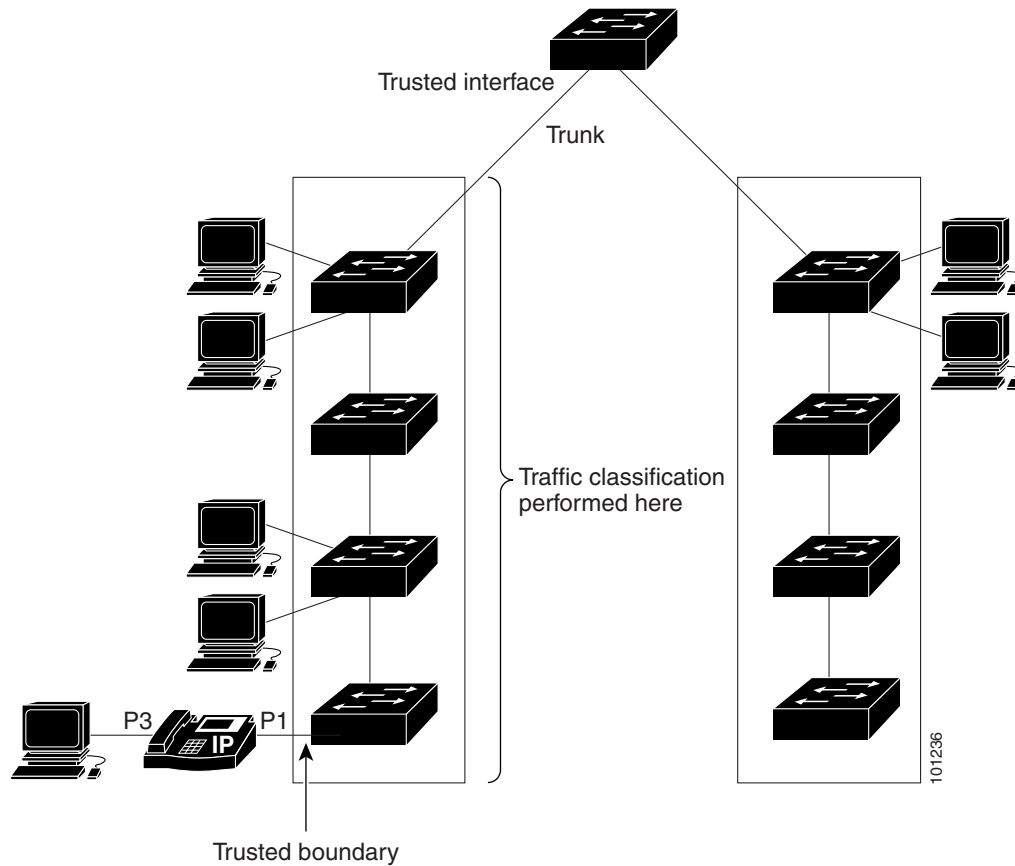 Trusted interface
Trunk
Traffic classification
performed here
P3
IP
P1
Trusted boundary
101236